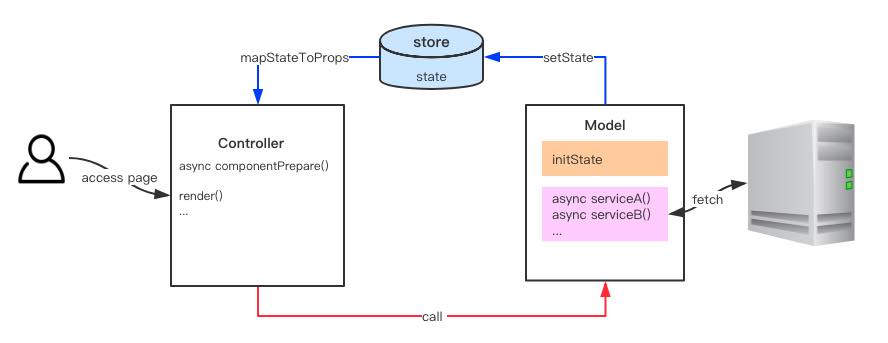 store
state
mapStateToProps
setState
Controller
async componentPrepare()
render()
...
access page
Model
initState
async serviceA()
async serviceB()
...
fetch
call